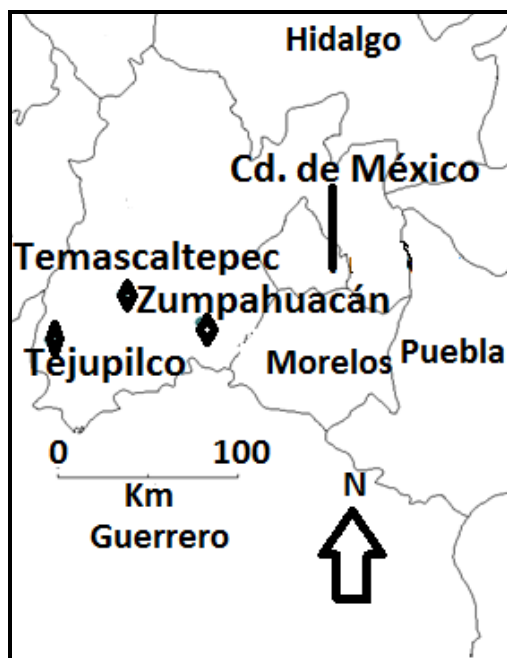 Hidalgo
Cd. de México
Temascaltepec
Zumpahuacán
Tejupilco
Morelos
Puebla
0 100
Km
N
Guerrero